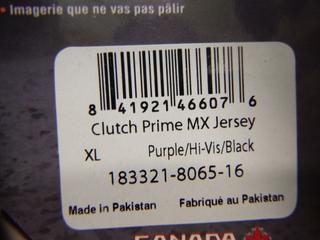 • Imagerie que ne vas pas pâlir
8 41921 46607 6
Clutch Prime MX Jersey
XL Purple/Hi-Vis/Black
183321-8065-16
Made in Pakistan Fabriqué au Pakistan
CANADA